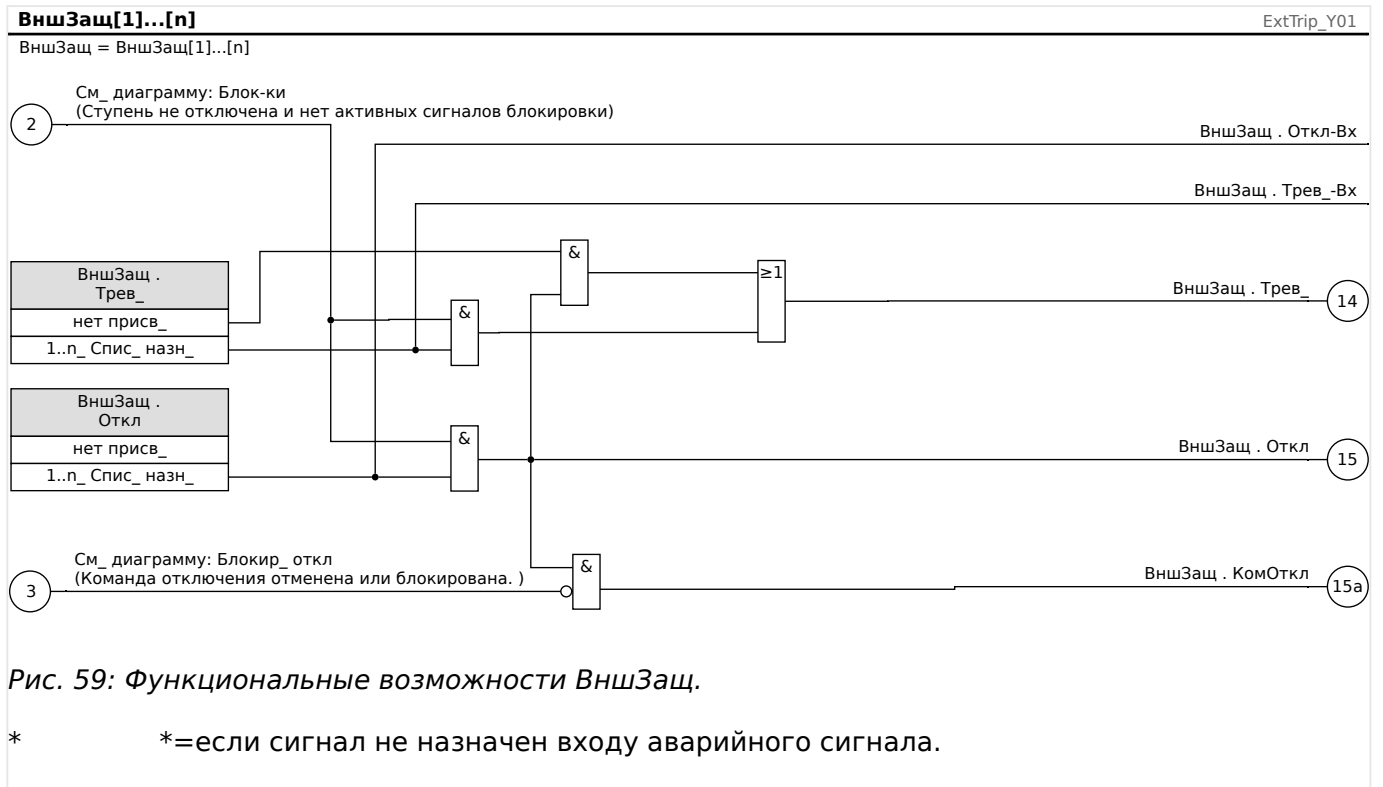 ВншЗащ[1]...[n]
ExtTrip_Y01
ВншЗащ = ВншЗащ[1]...[n]
См_ диаграмму: Блок-ки
(Ступень не отключена и нет активных сигналов блокировки)
2
ВншЗащ . Откл-Вх
ВншЗащ . Трев_-Вх
&
≥1
ВншЗащ .
Трев_
нет присв_
1..n_ Спис_ назн_
&
ВншЗащ . Трев_
14
ВншЗащ .
Откл
нет присв_
1..n_ Спис_ назн_
&
ВншЗащ . Откл
15
См_ диаграмму: Блокир_ откл
(Команда отключения отменена или блокирована. )
3
&
ВншЗащ . КомОткл
15a
Рис. 59: Функциональные возможности ВншЗащ.
* *=если сигнал не назначен входу аварийного сигнала.